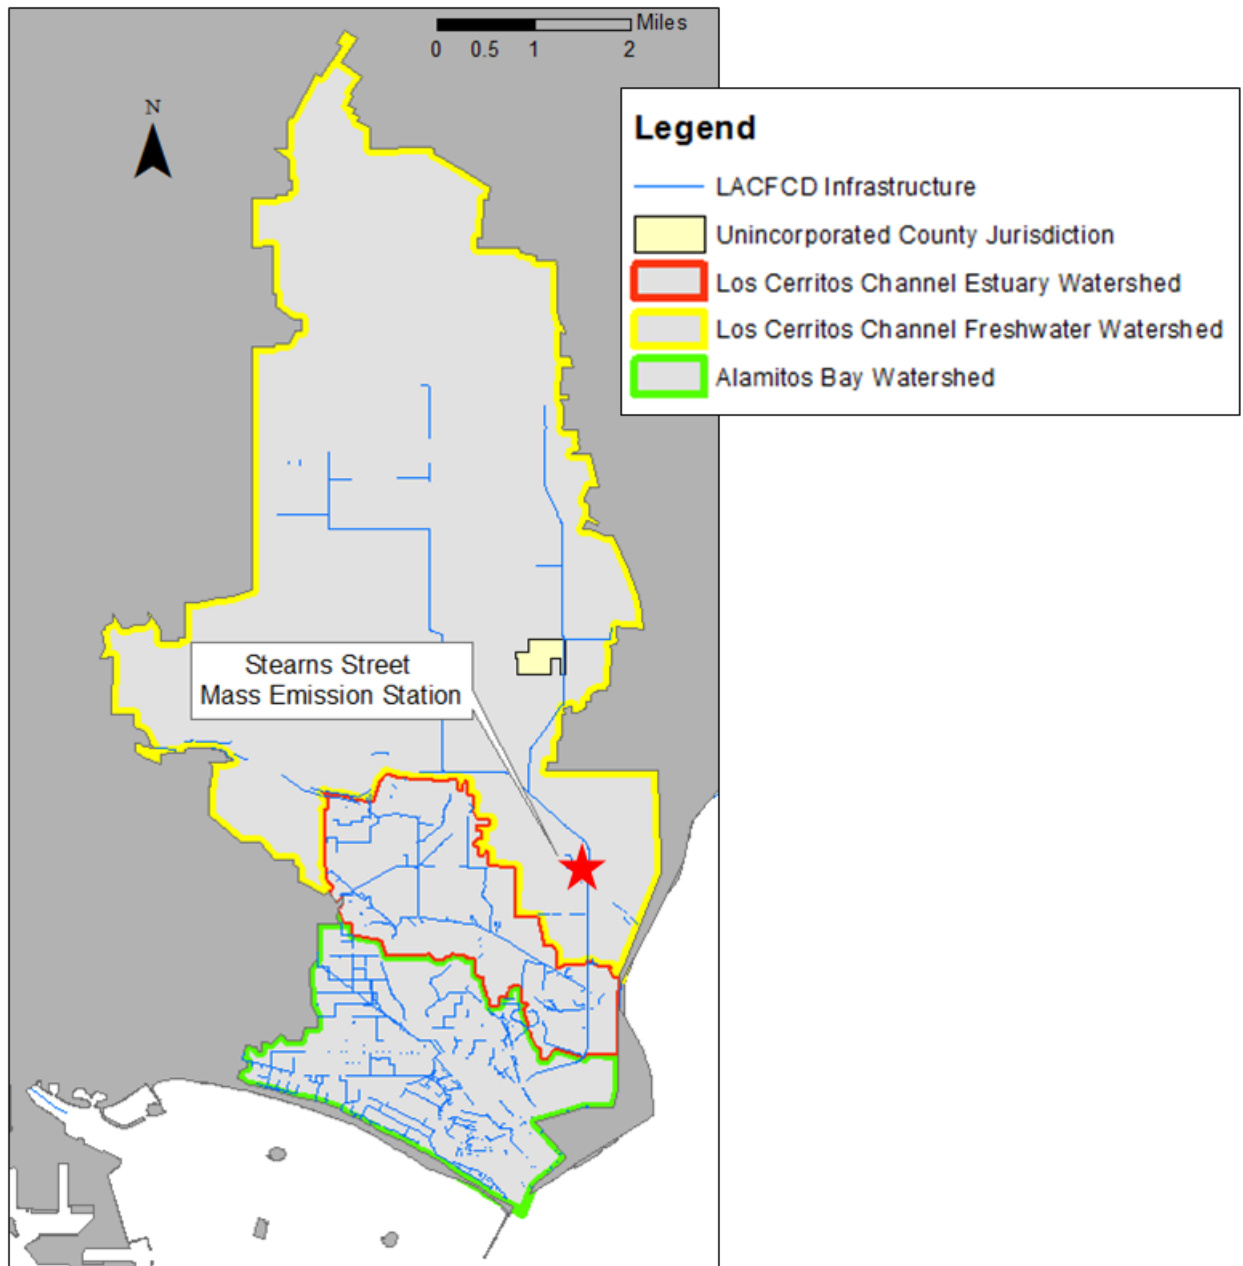 Miles
0 0.5 1 2
N
Legend
LACFCD Infrastructure
Unincorporated County Jurisdiction
Los Cerritos Channel Estuary Watershed
Los Cerritos Channel Freshwater Watershed
Alamitos Bay Watershed
Stearns Street
Mass Emission Station